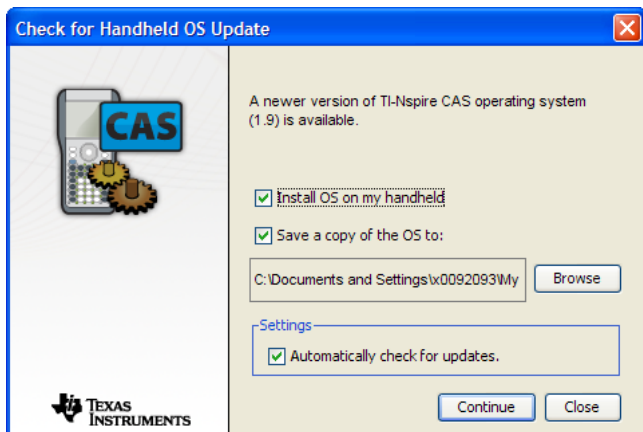 Check for Handheld OS Update
CAS
A newer version of TI-Nspire CAS operating system
(1.9) is available.
Install OS on my handheld
Save a copy of the OS to:
C:\Documents and Settings\x0092093\My
Browse
Settings
Automatically check for updates.
TEXAS
INSTRUMENTS
Continue
Close